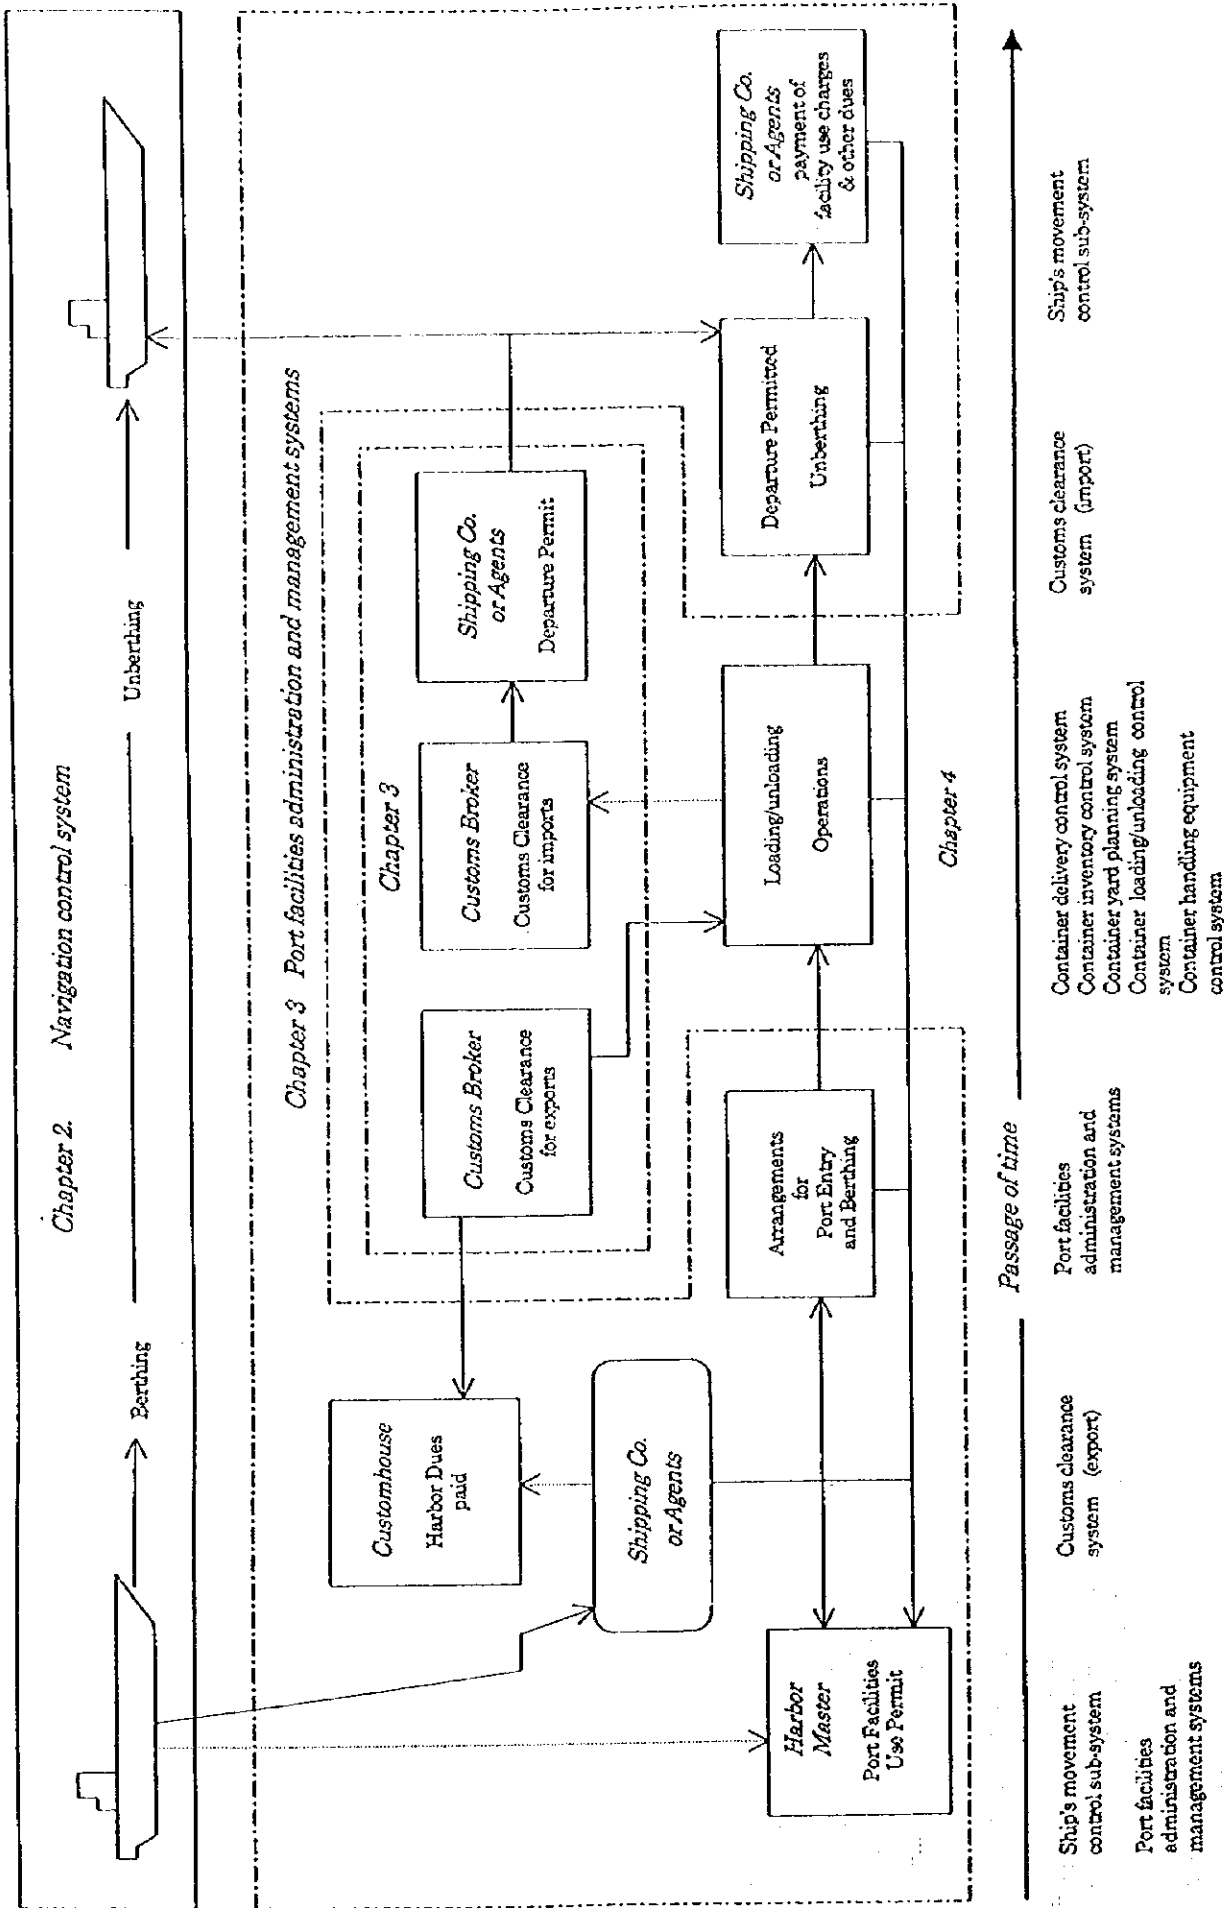 Chapter 2. Navigation control system
Berthing
Unberthing
Chapter 3 Port facilities administration and management systems
Chapter 3
Customhouse
Harbor Dues
paid
Customs Broker
Customs Clearance
for exports
Customs Broker
Customs Clearance
for imports
Shipping Co.
or Agents
Departure Permit
Shipping Co.
or Agents
Harbor
Master
Port Facilities
Use Permit
Arrangements
for
Port Entry
and Berthing
Loading/unloading
Operations
Departure Permitted
Unberthing
Shipping Co.
or Agents
payment of
facility use charges
& other dues
Chapter 4
Passage of time
Ship's movement
control sub-system
Port facilities
administration and
management systems
Customs clearance
system (export)
Port facilities
administration and
management systems
Container delivery control system
Container inventory control system
Container yard planning system
Container loading/unloading control
system
Container handling equipment
control system
Customs clearance
system (import)
Ship's movement
control sub-system